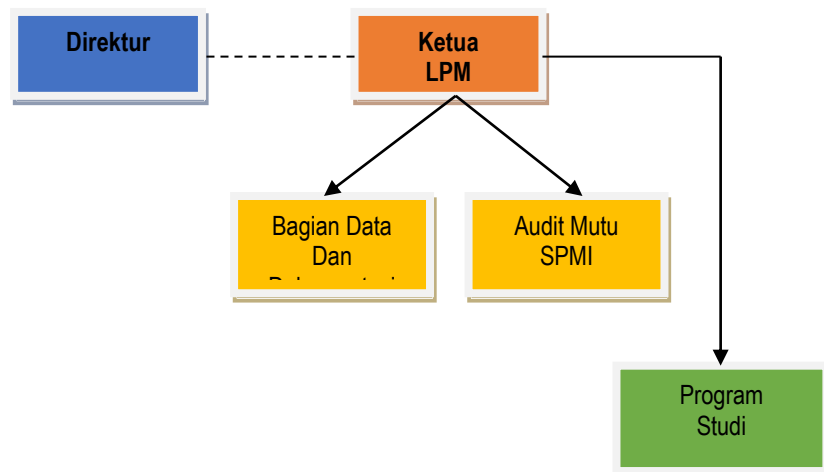 Direktur
Ketua
LPM
Bagian Data
Dan
Audit Mutu
SPMI
Program
Studi